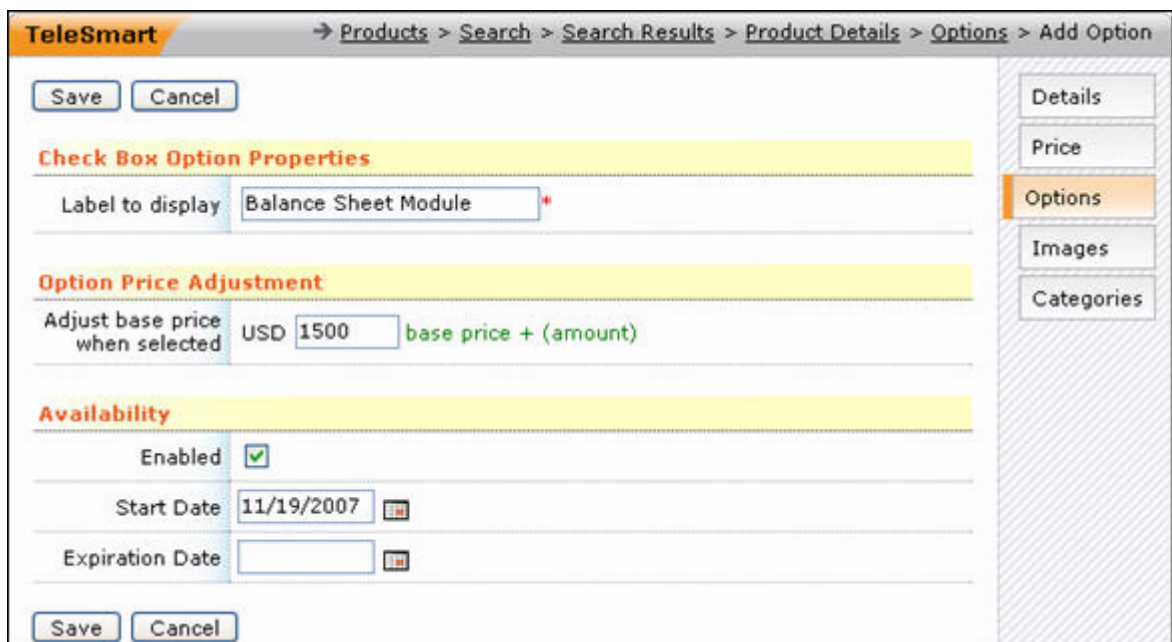 TeleSmart
→ Products > Search > Search Results > Product Details > Options > Add Option
Save Cancel
Check Box Option Properties
Label to display Balance Sheet Module *
Option Price Adjustment
Adjust base price
when selected USD 1500 base price + (amount)
Availability
Enabled
Start Date 11/19/2007
Expiration Date
Save Cancel
Details
Price
Options
Images
Categories